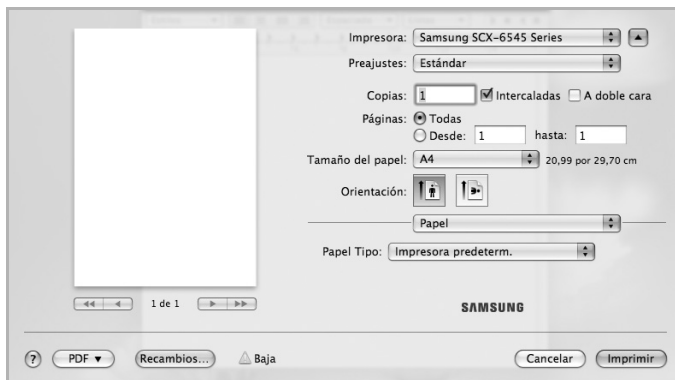 Impresora: Samsung SCX-6545 Series
Preajustes: Estándar
Copias: 1 Intercaladas A doble cara
Páginas: Todas
Desde: 1 hasta: 1
Tamaño del papel: A4 20,99 por 29,70 cm
Orientación:
Papel
Papel Tipo: Impresora predeterm.
1 de 1
SAMSUNG
? PDF Recambios... Baja Cancelar Imprimir